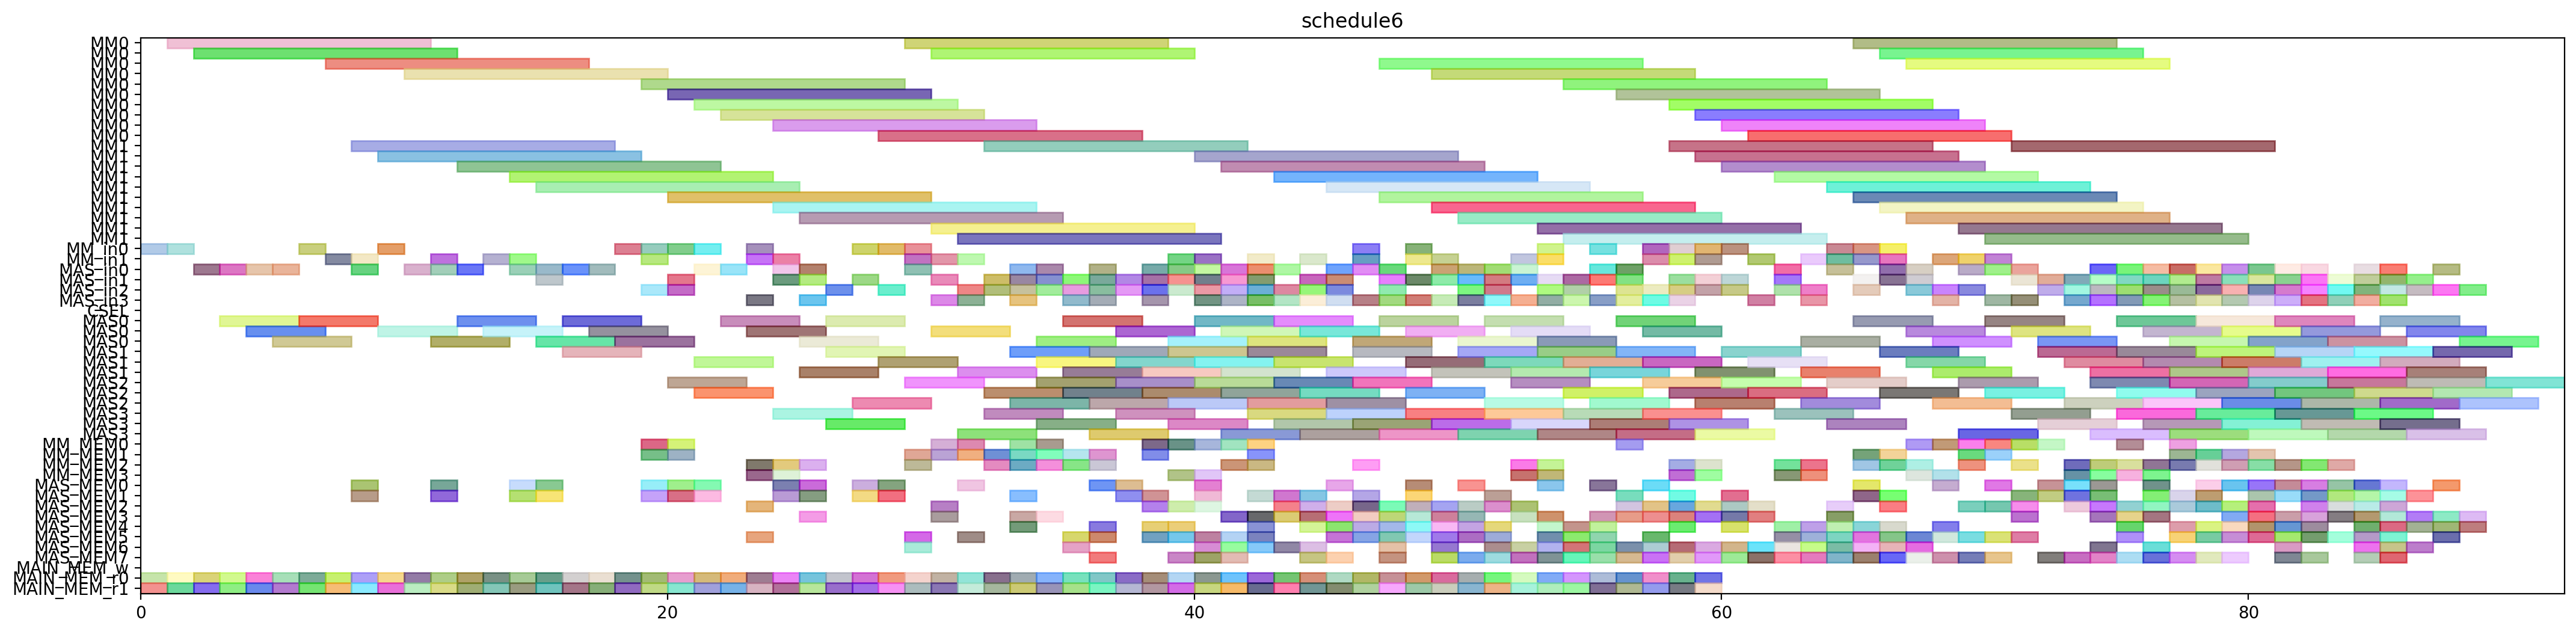 schedule6
MM0
MM0
MM0
MM0
MM0
MM0
MM0
MM0
MM0
MM0
MM1
MM1
MM1
MM1
MM1
MM1
MM1
MM1
MM1
MM1
MM_in0
MM_in1
MAS_in0
MAS_in1
MAS_in2
MAS_in3
CSEL
MAS0
MAS0
MAS0
MAS1
MAS1
MAS1
MAS2
MAS2
MAS2
MAS3
MAS3
MAS3
MM_MEM0
MM_MEM1
MM_MEM2
MM_MEM3
MAS_MEM0
MAS_MEM1
MAS_MEM2
MAS_MEM3
MAS_MEM4
MAS_MEM5
MAS_MEM6
MAS_MEM7
MAIN_MEM_w
MAIN_MEM_r0
MAIN_MEM_r1
0 20 40 60 80